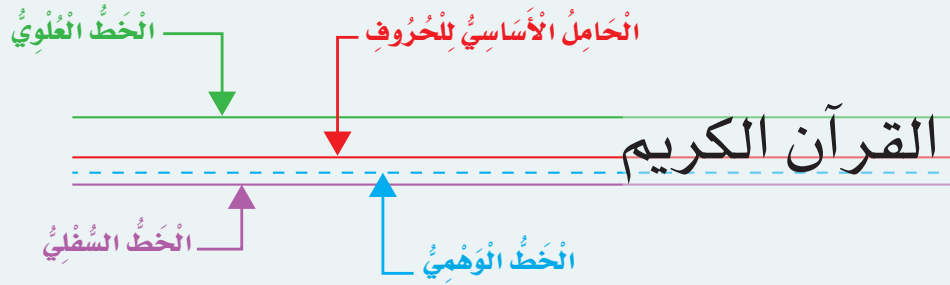 الْحَامِلُ الْأَسَاسِيُّ لِلْحُرُوفِ
الْخَطُّ الْعُلْوِيُّ
القرآن الكريم
الْخَطُّ الْوَهْمِيُّ
الْخَطُّ السُّفْلِيُّ